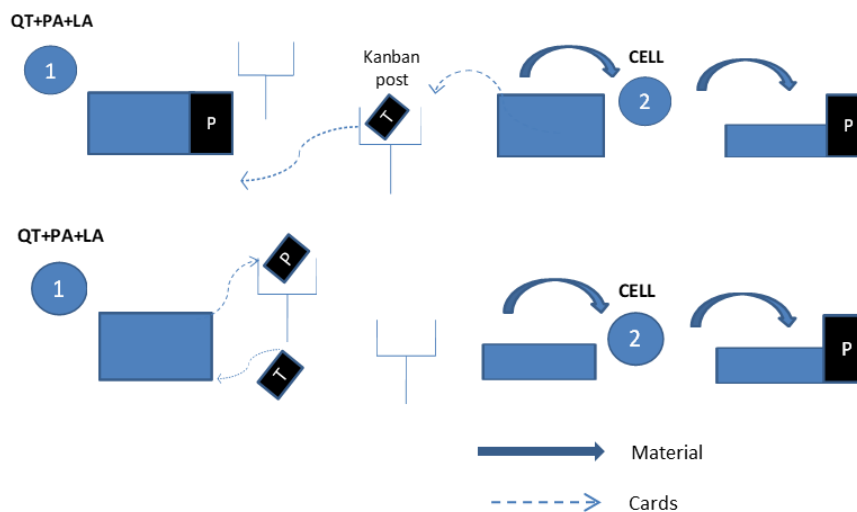 QT+PA+LA
1
P
Kanban
post
T
CELL
2
P
QT+PA+LA
1
P
T
CELL
2
P
Material
Cards